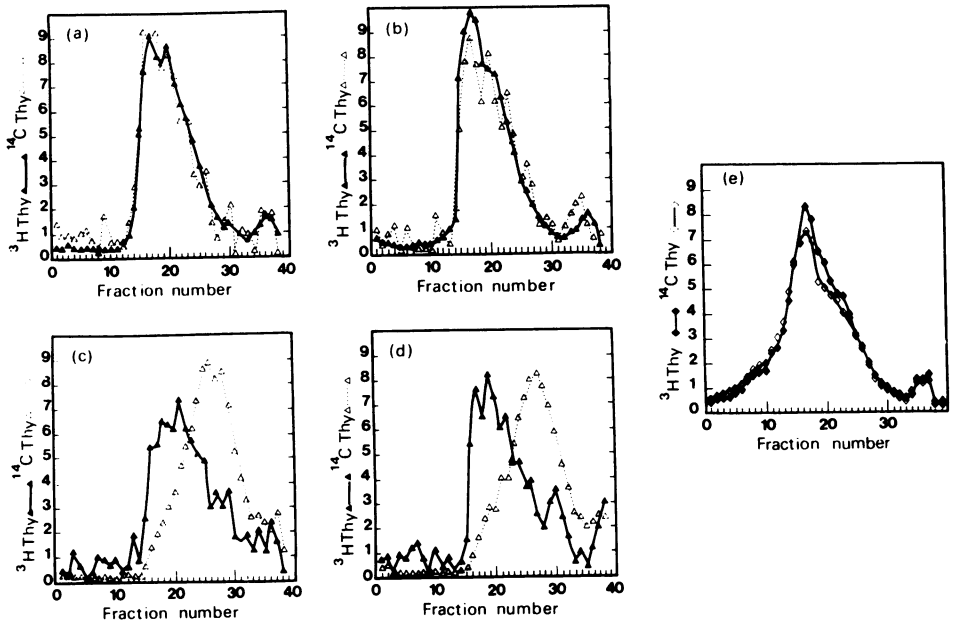 (a)
³H Thy ▲—▲ ¹⁴C Thy
9
8
7
6
5
4
3
2
1
0
0 10 20 30 40
Fraction number
(b)
³H Thy ▲—▲ ¹⁴C Thy △ △
9
8
7
6
5
4
3
2
1
0
0 10 20 30 40
Fraction number
(c)
³H Thy ▲—▲ ¹⁴C Thy
9
8
7
6
5
4
3
2
1
0
0 10 20 30 40
Fraction number
(d)
³H Thy ▲—▲ ¹⁴C Thy △ △
9
8
7
6
5
4
3
2
1
0
0 10 20 30 40
Fraction number
(e)
³H Thy ◆—◆ ¹⁴C Thy
9
8
7
6
5
4
3
2
1
0
0 10 20 30
Fraction number